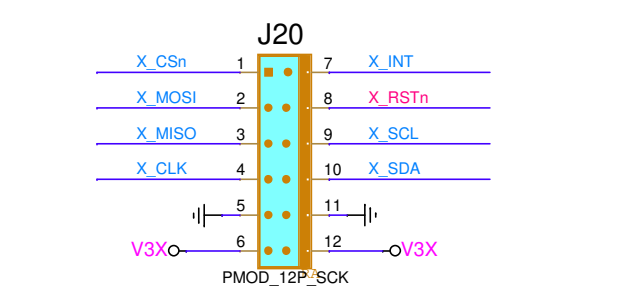 J20
X_CSn 1 7 X_INT
X_MOSI 2 8 X_RSTn
X_MISO 3 9 X_SCL
X_CLK 4 10 X_SDA
5 11
V3X 6 12 V3X
PMOD_12P_SCK